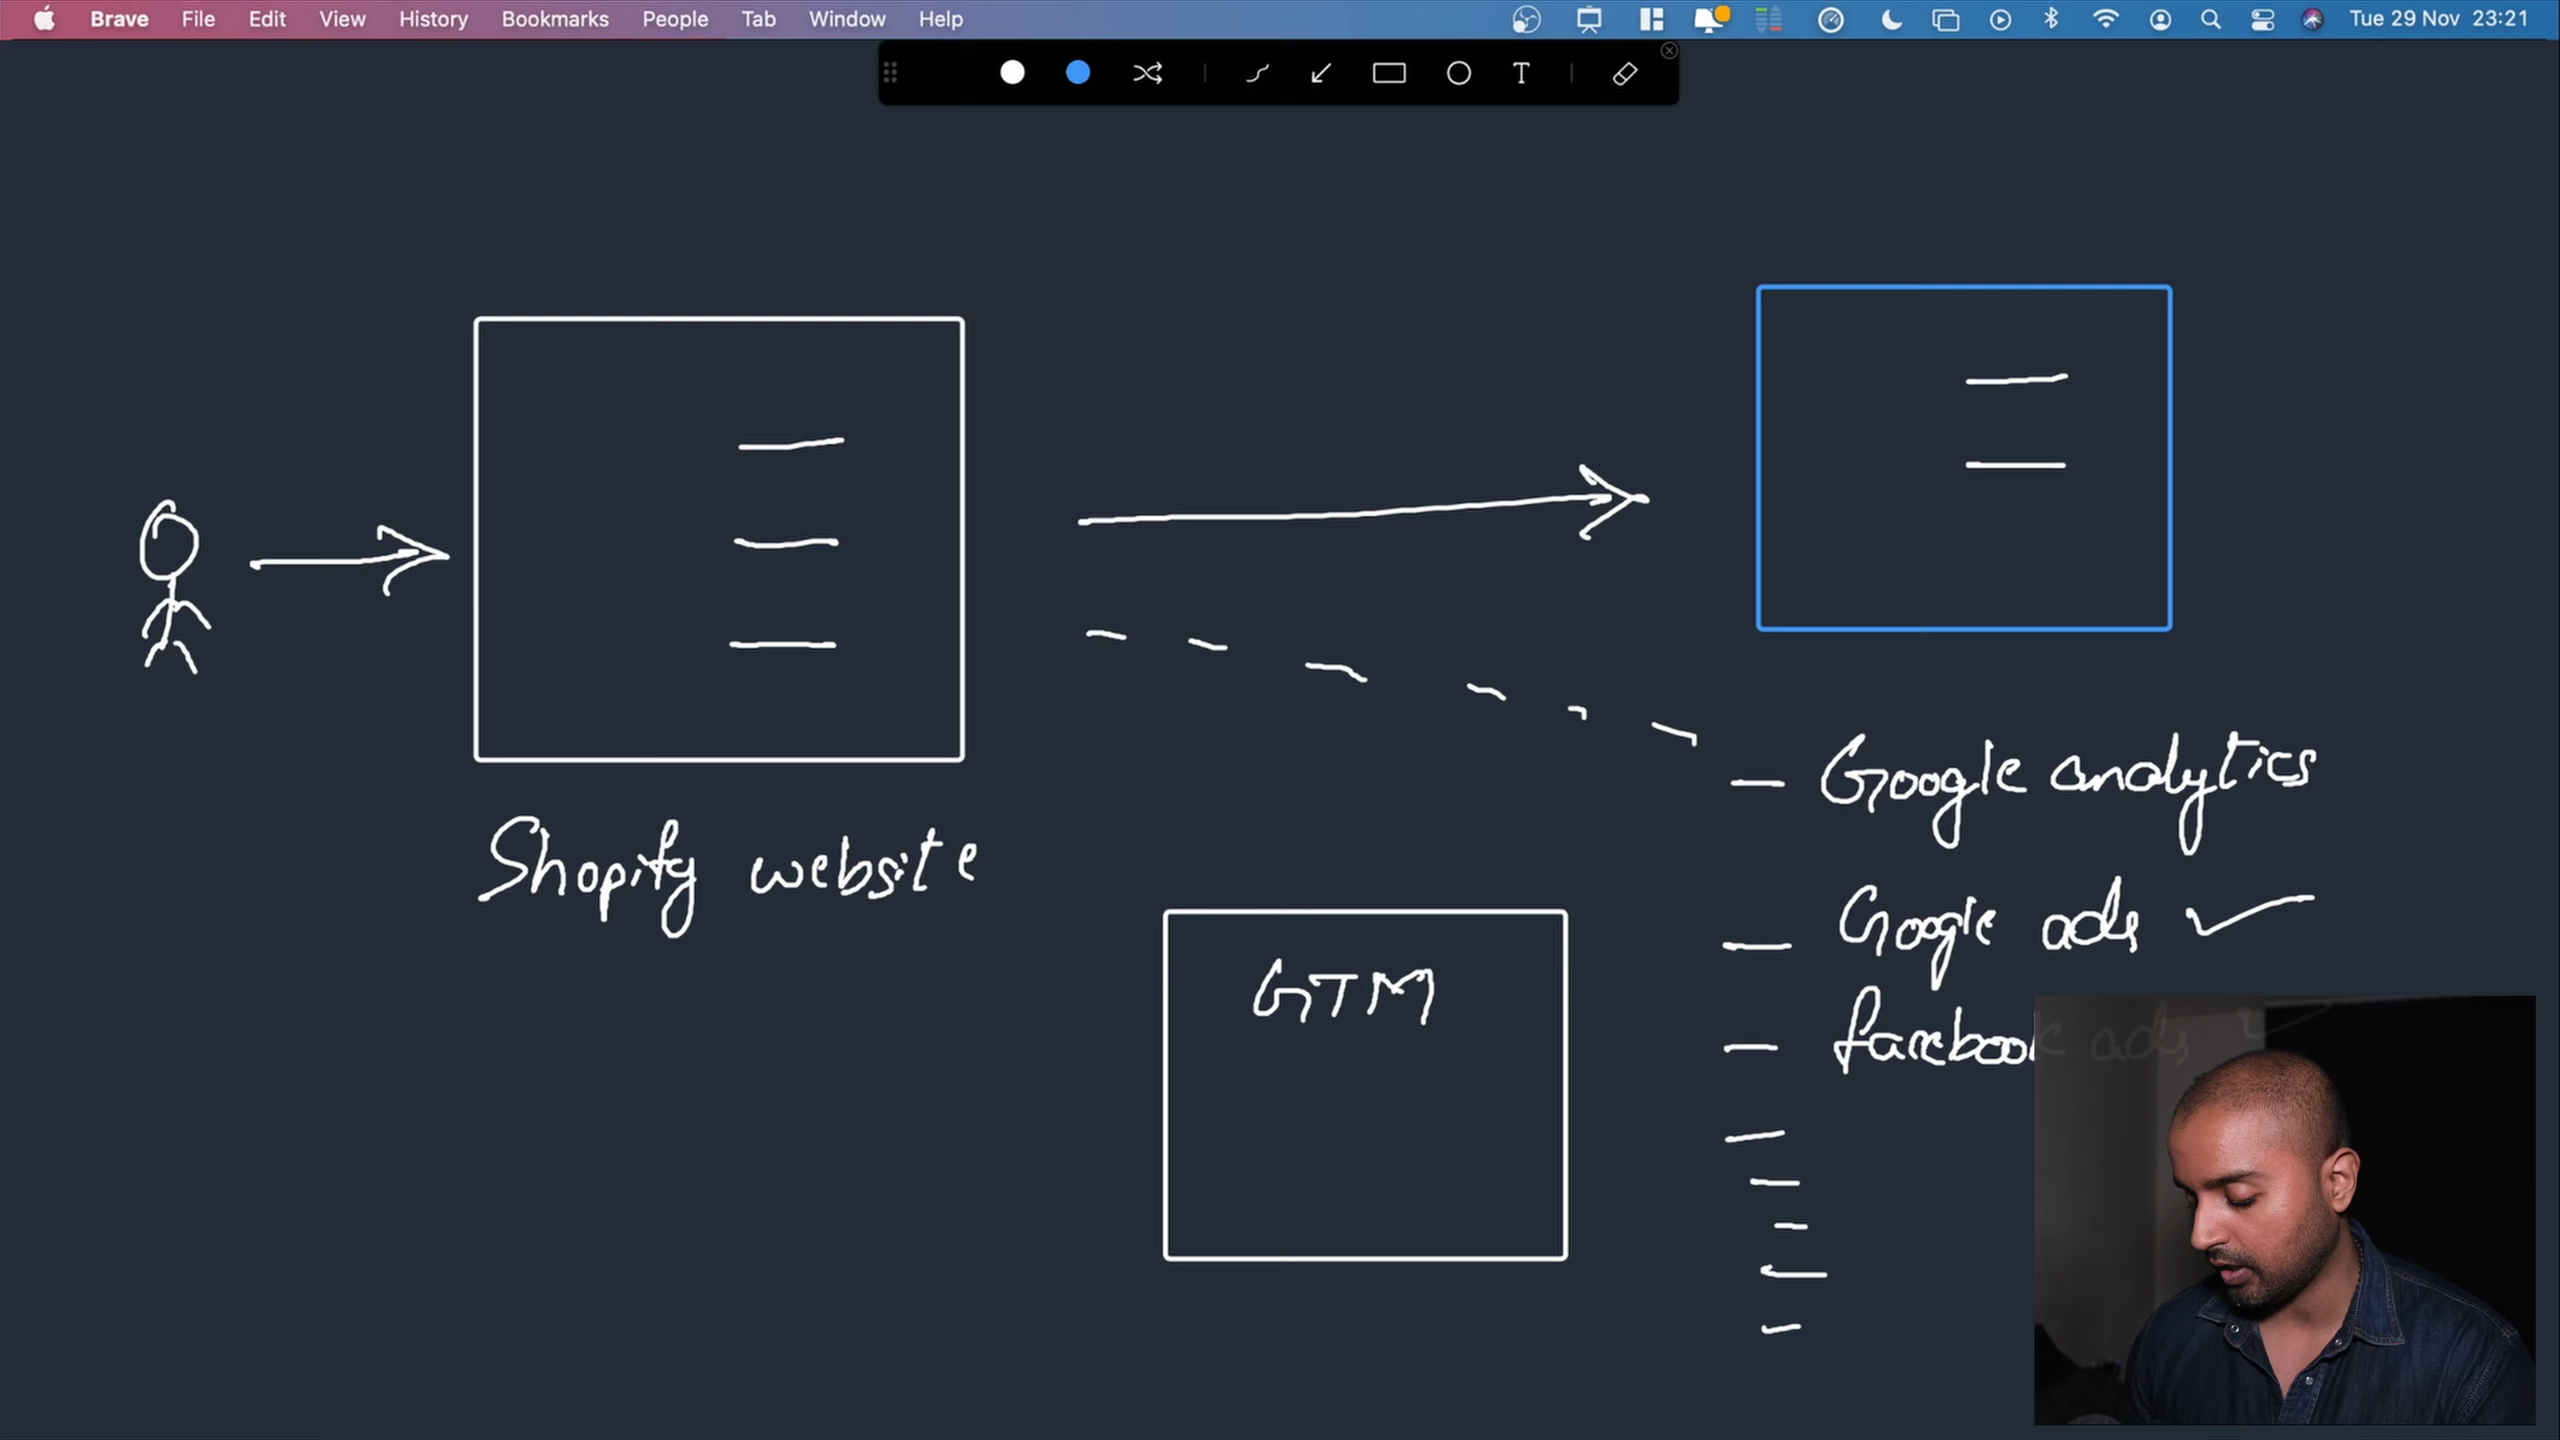 Brave File Edit View History Bookmarks People Tab Window Help Tue 29 Nov 23:21
T
Shopify website
Google analytics
Google ads
GTM
facebook ads